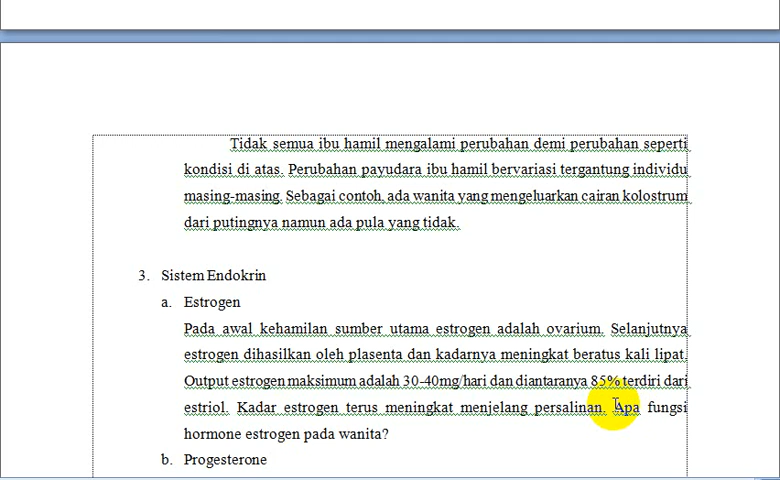 Tidak semua ibu hamil mengalami perubahan demi perubahan seperti
kondisi di atas. Perubahan payudara ibu hamil bervariasi tergantung individu
masing-masing. Sebagai contoh, ada wanita yang mengeluarkan cairan kolostrum
dari putingnya namun ada pula yang tidak.
3. Sistem Endokrin
a. Estrogen
Pada awal kehamilan sumber utama estrogen adalah ovarium. Selanjutnya
estrogen dihasilkan oleh plasenta dan kadarnya meningkat beratus kali lipat.
Output estrogen maksimum adalah 30-40mg/hari dan diantaranya 85% terdiri dari
estriol. Kadar estrogen terus meningkat menjelang persalinan. Apa fungsi
hormone estrogen pada wanita?
b. Progesterone